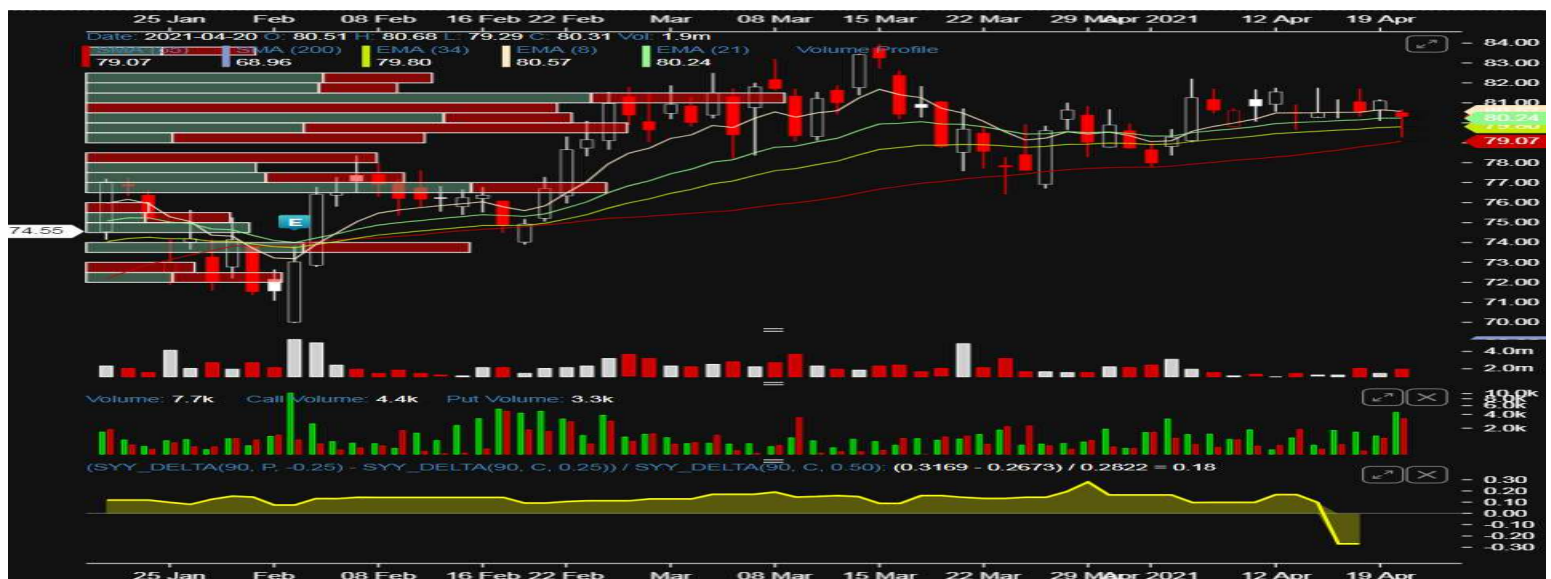 25 Jan Feb 08 Feb 16 Feb 22 Feb Mar 08 Mar 15 Mar 22 Mar 29 Mar Apr 2021 12 Apr 19 Apr
Date: 2021-04-20 O: 80.51 H: 80.68 L: 79.29 C: 80.31 Vol: 1.9m
SMA (200) EMA (34) EMA (8) EMA (21) Volume Profile
79.07 68.96 79.80 80.57 80.24
84.00
83.00
82.00
81.00
80.24
79.80
79.07
78.00
77.00
76.00
75.00
E
74.55
74.00
73.00
72.00
71.00
70.00
4.0m
2.0m
Volume: 7.7k Call Volume: 4.4k Put Volume: 3.3k
10.0k
6.0k
4.0k
2.0k
(SYY_DELTA(90, P, -0.25) - SYY_DELTA(90, C, 0.25)) / SYY_DELTA(90, C, 0.50): (0.3169 - 0.2673) / 0.2822 = 0.18
0.30
0.20
0.10
0.00
-0.10
-0.20
-0.30
25 Jan Feb 08 Feb 16 Feb 22 Feb Mar 08 Mar 15 Mar 22 Mar 29 Mar Apr 2021 12 Apr 19 Apr